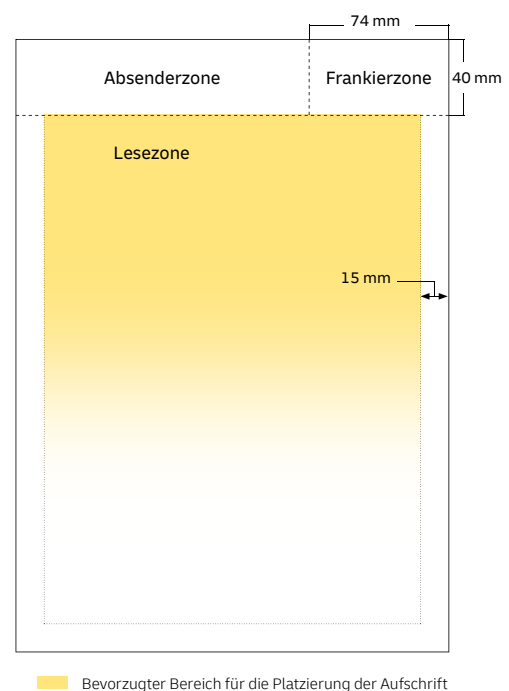 74 mm
Absenderzone
Frankierzone
40 mm
Lesezone
15 mm
Bevorzugter Bereich für die Platzierung der Aufschrift